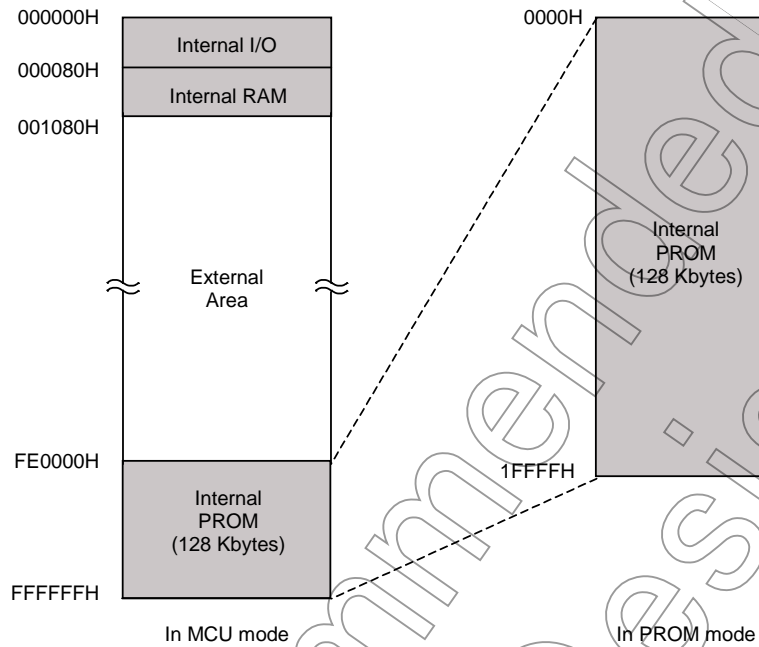 000000H
Internal I/O
000080H
Internal RAM
001080H
External
Area
FE0000H
Internal
PROM
(128 Kbytes)
FFFFFFH
In MCU mode
0000H
Internal
PROM
(128 Kbytes)
1FFFFH
In PROM mode